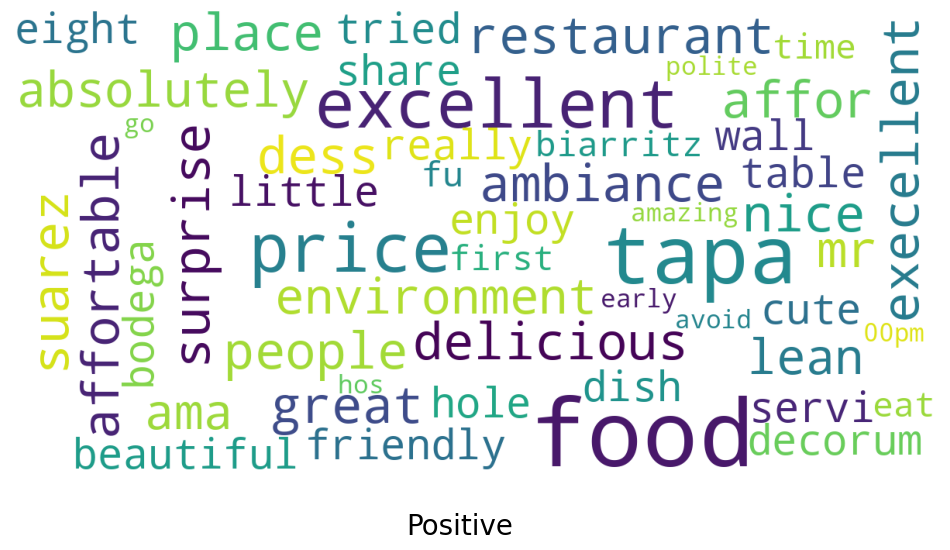 eight place tried restaurant time
share polite
absolutely excellent affor
execellent
go
dess really biarritz wall
surprise
affortable
little fu ambiance table
suarez
enjoy amazing nice
bodega
price first tapa mr
environment early
avoid cute 00pm
people delicious lean
hos dish
ama great hole food servi eat
beautiful friendly decorum
Positive